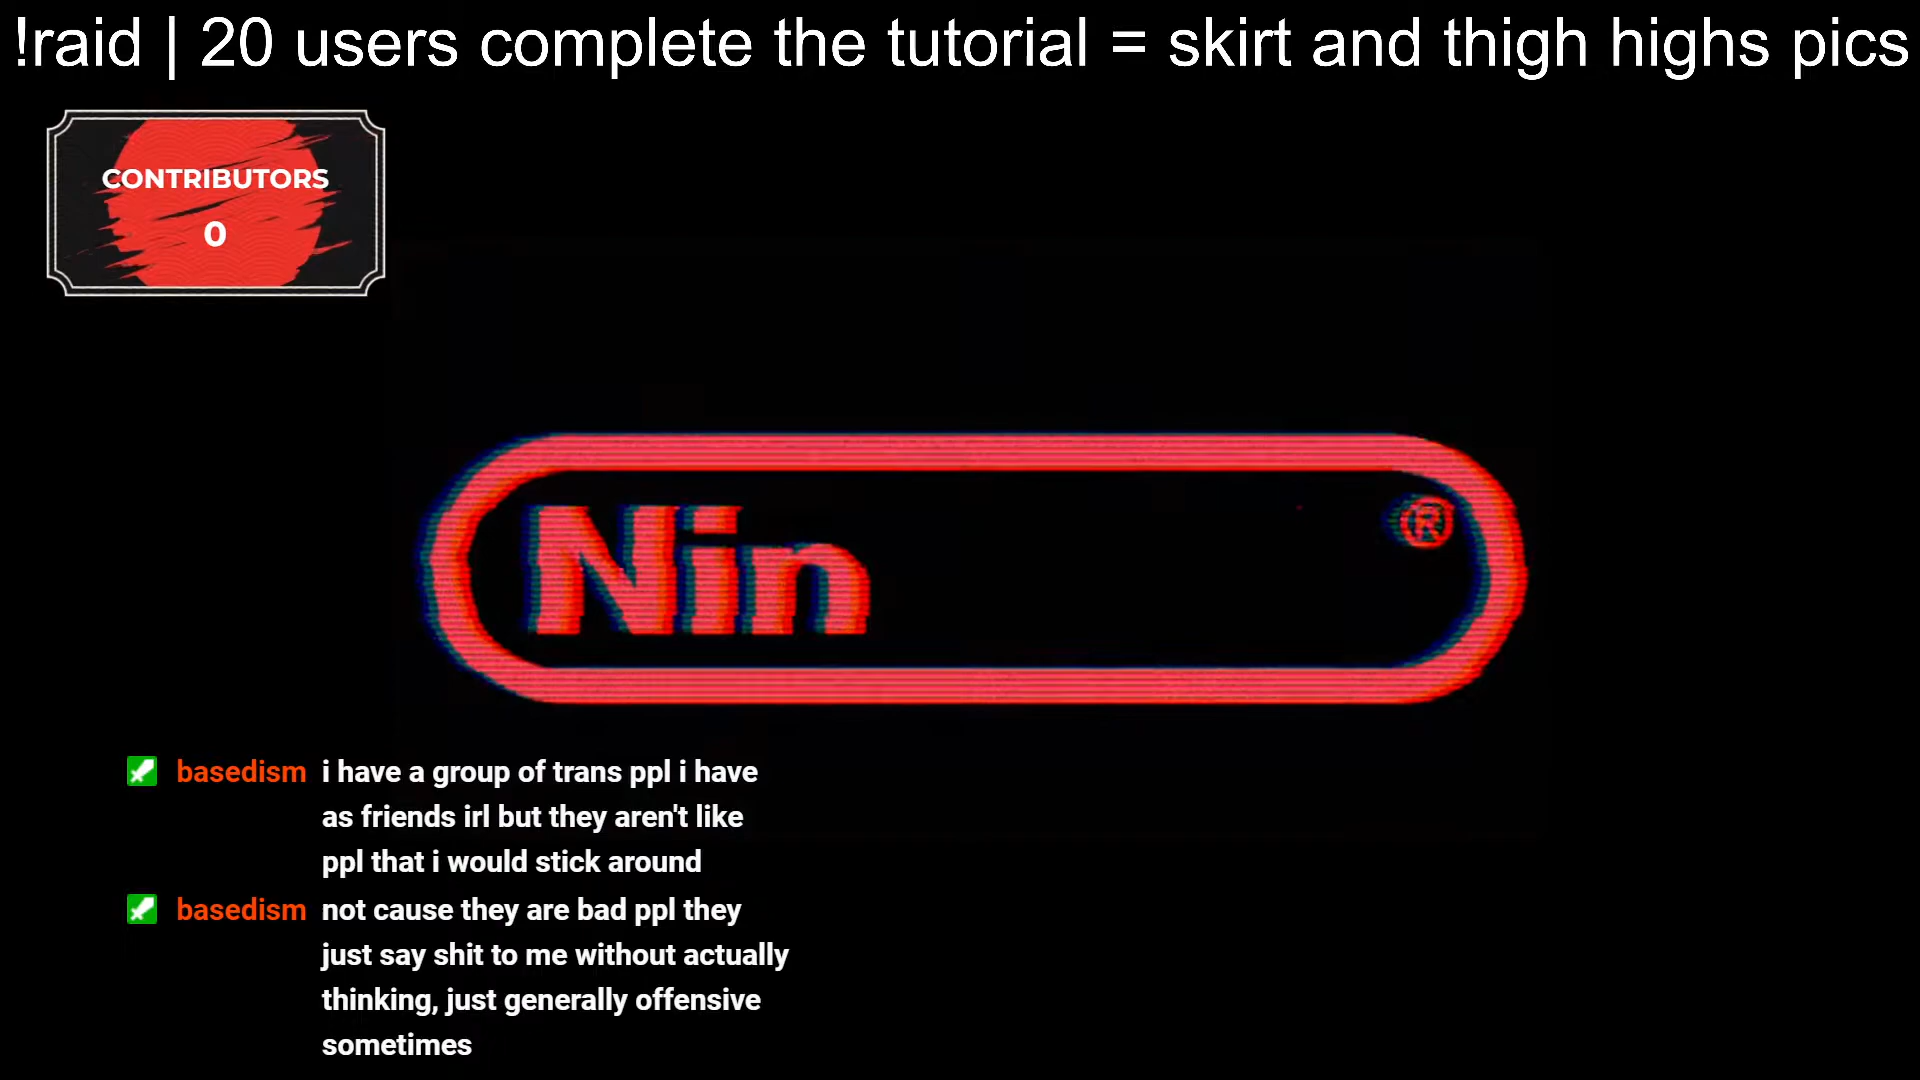 !raid | 20 users complete the tutorial = skirt and thigh highs pics
CONTRIBUTORS
0
Nin ®
basedism i have a group of trans ppl i have
as friends irl but they aren't like
ppl that i would stick around
basedism not cause they are bad ppl they
just say shit to me without actually
thinking, just generally offensive
sometimes